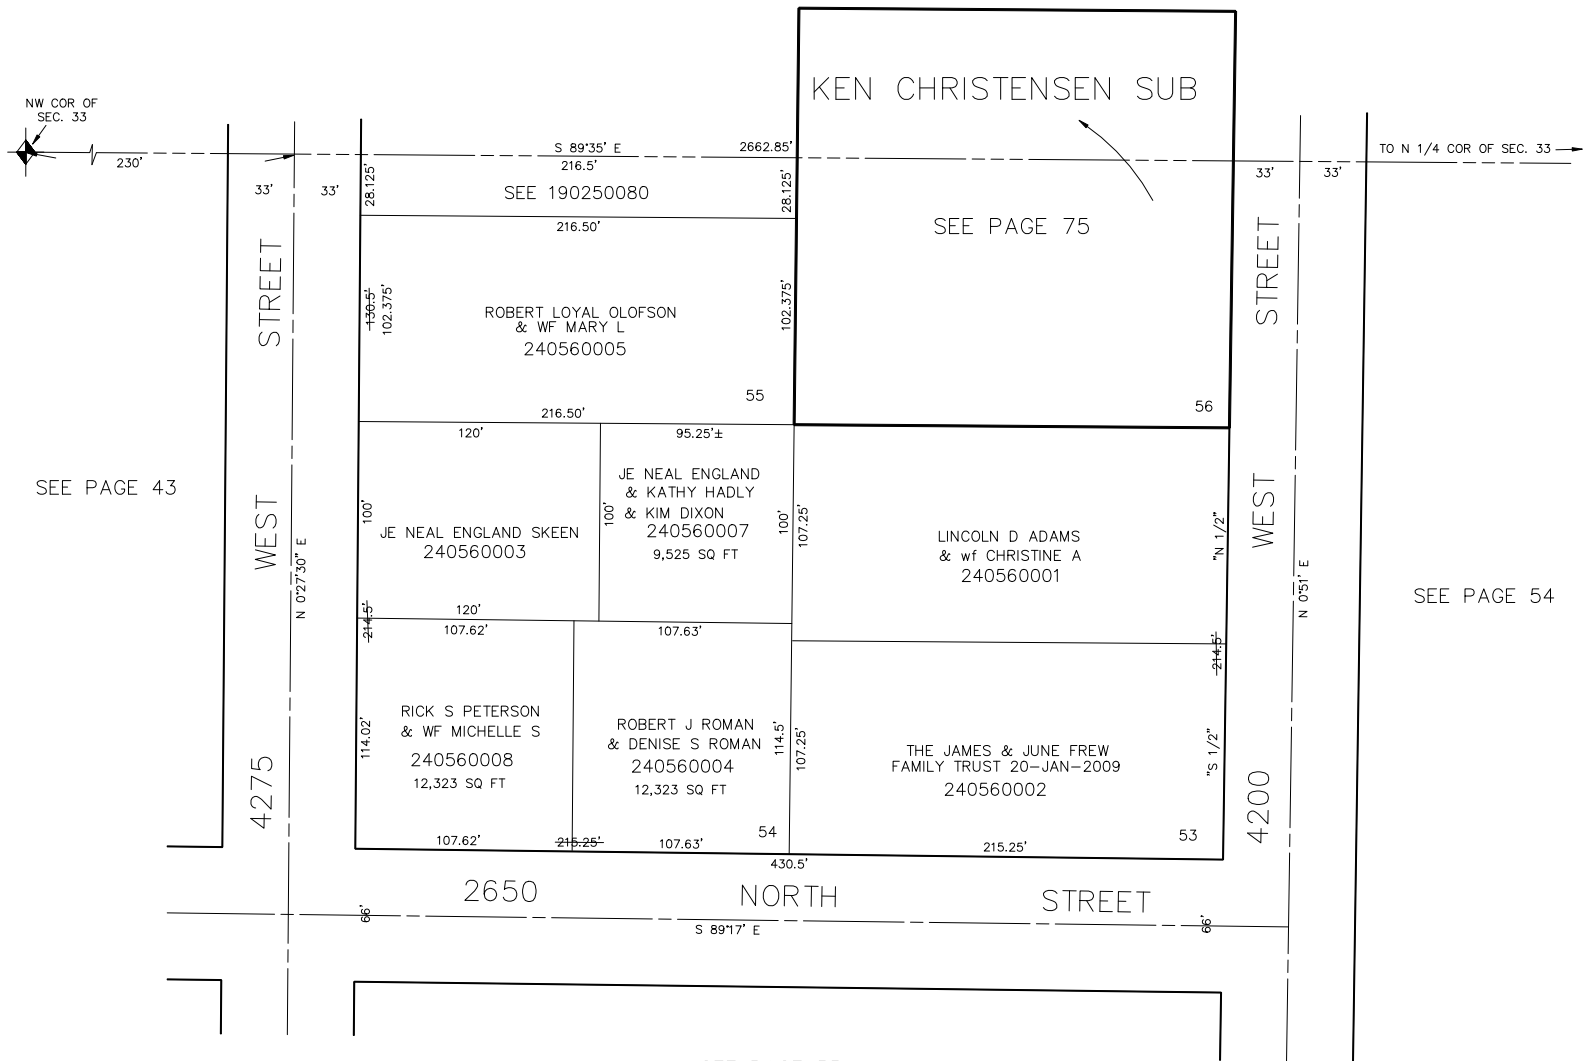 KEN CHRISTENSEN SUB
NW COR OF
SEC. 33
230'
S 89°35' E
2662.85'
216.5'
TO N 1/4 COR OF SEC. 33
33'
33'
33'
33'
28.125'
SEE 190250080
28.125'
216.50'
SEE PAGE 75
130.5'
102.375'
ROBERT LOYAL OLOFSON
& WF MARY L
240560005
102.375'
55
56
216.50'
120'
95.25'±
SEE PAGE 43
100'
JE NEAL ENGLAND SKEEN
240560003
120'
100'
JE NEAL ENGLAND
& KATHY HADLY
& KIM DIXON
240560007
9,525 SQ FT
100'
107.25'
LINCOLN D ADAMS
& wf CHRISTINE A
240560001
"N 1/2"
SEE PAGE 54
N 0°27'30" E
N 0°51' E
214.5'
107.62'
107.63'
214.5'
114.02'
RICK S PETERSON
& WF MICHELLE S
240560008
12,323 SQ FT
ROBERT J ROMAN
& DENISE S ROMAN
240560004
12,323 SQ FT
114.5'
107.25'
THE JAMES & JUNE FREW
FAMILY TRUST 20-JAN-2009
240560002
"S 1/2"
54
53
107.62'
215.25'
107.63'
215.25'
430.5'
4275 WEST STREET
4200 WEST STREET
2650 NORTH STREET
66'
S 89°17' E
66'